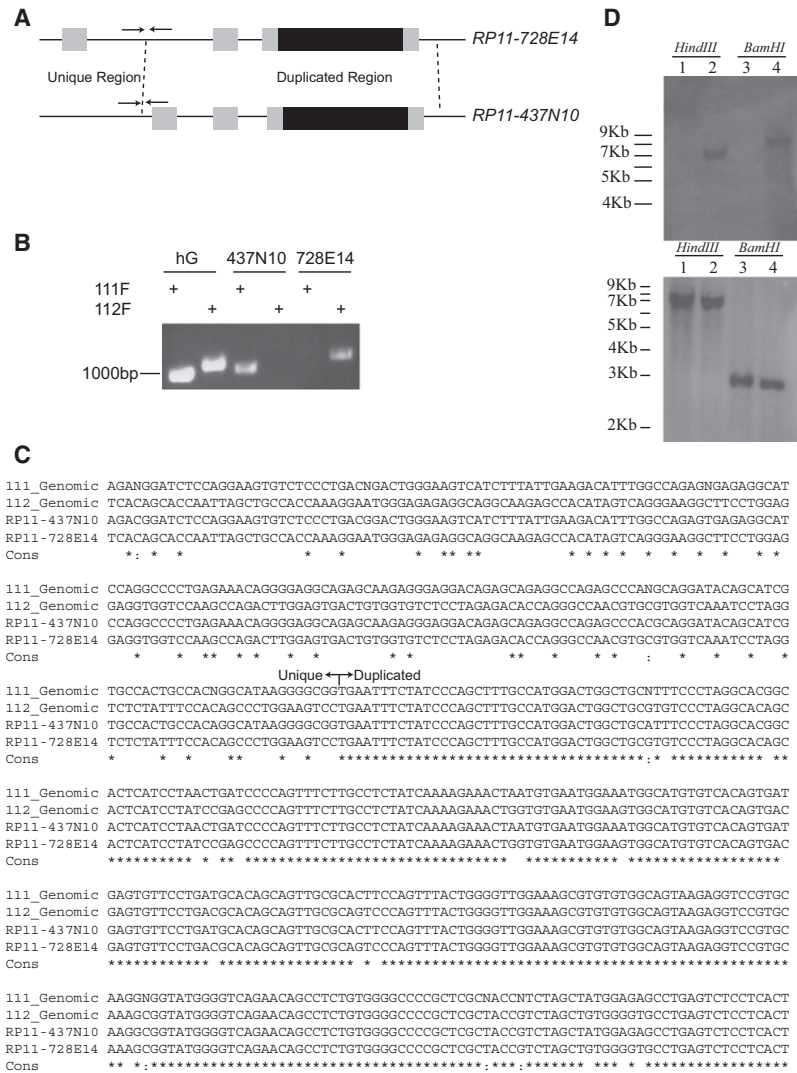 A
RP11-728E14
Unique Region
Duplicated Region
RP11-437N10
B
hG 437N10 728E14
111F + + +
112F + + +
1000bp
D
HindIII BamHI
1 2 3 4
9Kb
7Kb
5Kb
4Kb
HindIII BamHI
1 2 3 4
9Kb
7Kb
5Kb
4Kb
3Kb
2Kb
C
111_Genomic AGANGGATCTCCAGGAAGTGTCTCCCTGACNGACTGGGAAGTCATCTTTATTGAAGACATTTGGCCAGAGNGAGAGGCAT
112_Genomic TCACAGCACCAATTAGCTGCCACCAAAGGAATGGGAGAGAGGCAGGCAAGAGCCACATAGTCAGGGAAGGCTTCCTGGAG
RP11-437N10 AGACGGATCTCCAGGAAGTGTCTCCCTGACGGACTGGGAAGTCATCTTTATTGAAGACATTTGGCCAGAGTGAGAGGCAT
RP11-728E14 TCACAGCACCAATTAGCTGCCACCAAAGGAATGGGAGAGAGGCAGGCAAGAGCCACATAGTCAGGGAAGGCTTCCTGGAG
Cons *: * * * * * ** ** * * * * * * * * * *
111_Genomic CCAGGCCCCTGAGAAACAGGGGAGGCAGAGCAAGAGGGAGGACAGAGCAGAGGCCAGAGCCCANGCAGGATACAGCATCG
112_Genomic GAGGTGGTCCAAGCCAGACTTGGAGTGACTGTGGTGTCTCCTAGAGACACCAGGGCCAACGTGCGTGGTCAAATCCTAGG
RP11-437N10 CCAGGCCCCTGAGAAACAGGGGAGGCAGAGCAAGAGGGAGGACAGAGCAGAGGCCAGAGCCCACGCAGGATACAGCATCG
RP11-728E14 GAGGTGGTCCAAGCCAGACTTGGAGTGACTGTGGTGTCTCCTAGAGACACCAGGGCCAACGTGCGTGGTCAAATCCTAGG
Cons * * ** * * * * * ** * * * : * * *
Unique Duplicated
111_Genomic TGCCACTGCCACNGGCATAAGGGGCGGTGAATTTCTATCCCAGCTTTGCCATGGACTGGCTGCNTTTCCCTAGGCACGGC
112_Genomic TCTCTATTTCCACAGCCCTGGAAGTCCTGAATTTCTATCCCAGCTTTGCCATGGACTGGCTGCGTGTCCCTAGGCACAGC
RP11-437N10 TGCCACTGCCACAGGCATAAGGGGCGGTGAATTTCTATCCCAGCTTTGCCATGGACTGGCTGCATTTCCCTAGGCACGGC
RP11-728E14 TCTCTATTTCCACAGCCCTGGAAGTCCTGAATTTCTATCCCAGCTTTGCCATGGACTGGCTGCGTGTCCCTAGGCACAGC
Cons * * * ** * * ************************************:* *********** **
111_Genomic ACTCATCCTAACTGATCCCCAGTTTCTTGCCTCTATCAAAAGAAACTAATGTGAATGGAAATGGCATGTGTCACAGTGAT
112_Genomic ACTCATCCTATCCGAGCCCCAGTTTCTTGCCTCTATCAAAAGAAACTGGTGTGAATGGAAGTGGCATGTGTCACAGTGAC
RP11-437N10 ACTCATCCTAACTGATCCCCAGTTTCTTGCCTCTATCAAAAGAAACTAATGTGAATGGAAATGGCATGTGTCACAGTGAT
RP11-728E14 ACTCATCCTATCCGAGCCCCAGTTTCTTGCCTCTATCAAAAGAAACTGGTGTGAATGGAAGTGGCATGTGTCACAGTGAC
Cons ********** * ** ******************************* *********** ******************
111_Genomic GAGTGTTCCTGATGCACAGCAGTTGCGCACTTCCAGTTTACTGGGGTTGGAAAGCGTGTGTGTGGCAGTAAGAGGTCCGTGC
112_Genomic GAGTGTTCCTGACGCACAGCAGTTGCGCAGTCCCAGTTTACTGGGGTTGGAAAGCGTGTGTGTGGCAGTAAGAGGTCCGTGC
RP11-437N10 GAGTGTTCCTGATGCACAGCAGTTGCGCACTTCCAGTTTACTGGGGTTGGAAAGCGTGTGTGTGGCAGTAAGAGGTCCGTGC
RP11-728E14 GAGTGTTCCTGACGCACAGCAGTTGCGCAGTCCCAGTTTACTGGGGTTGGAAAGCGTGTGTGTGGCAGTAAGAGGTCCGTGC
Cons ************ **************** * **************************************************
111_Genomic AAGGNGGTATGGGGTCAGAACAGCCTCTGTGGGGCCCCGCTCGCNACCNTCTAGCTATGGAGAGCCTGAGTCTCCTCACT
112_Genomic AAAGCGGTATGGGGTCAGAACAGCCTCTGTGGGGCCCCGCTCGCTACCGTCTAGCTGTGGGGTGCCTGAGTCTCCTCACT
RP11-437N10 AAGGCGGTATGGGGTCAGAACAGCCTCTGTGGGGCCCCGCTCGCTACCGTCTAGCTATGGAGAGCCTGAGTCTCCTCACT
RP11-728E14 AAAGCGGTATGGGGTCAGAACAGCCTCTGTGGGGCCCCGCTCGCTACCGTCTAGCTGTGGGGTGCCTGAGTCTCCTCACT
Cons ** *:***************************************:***:******* *** * *****************